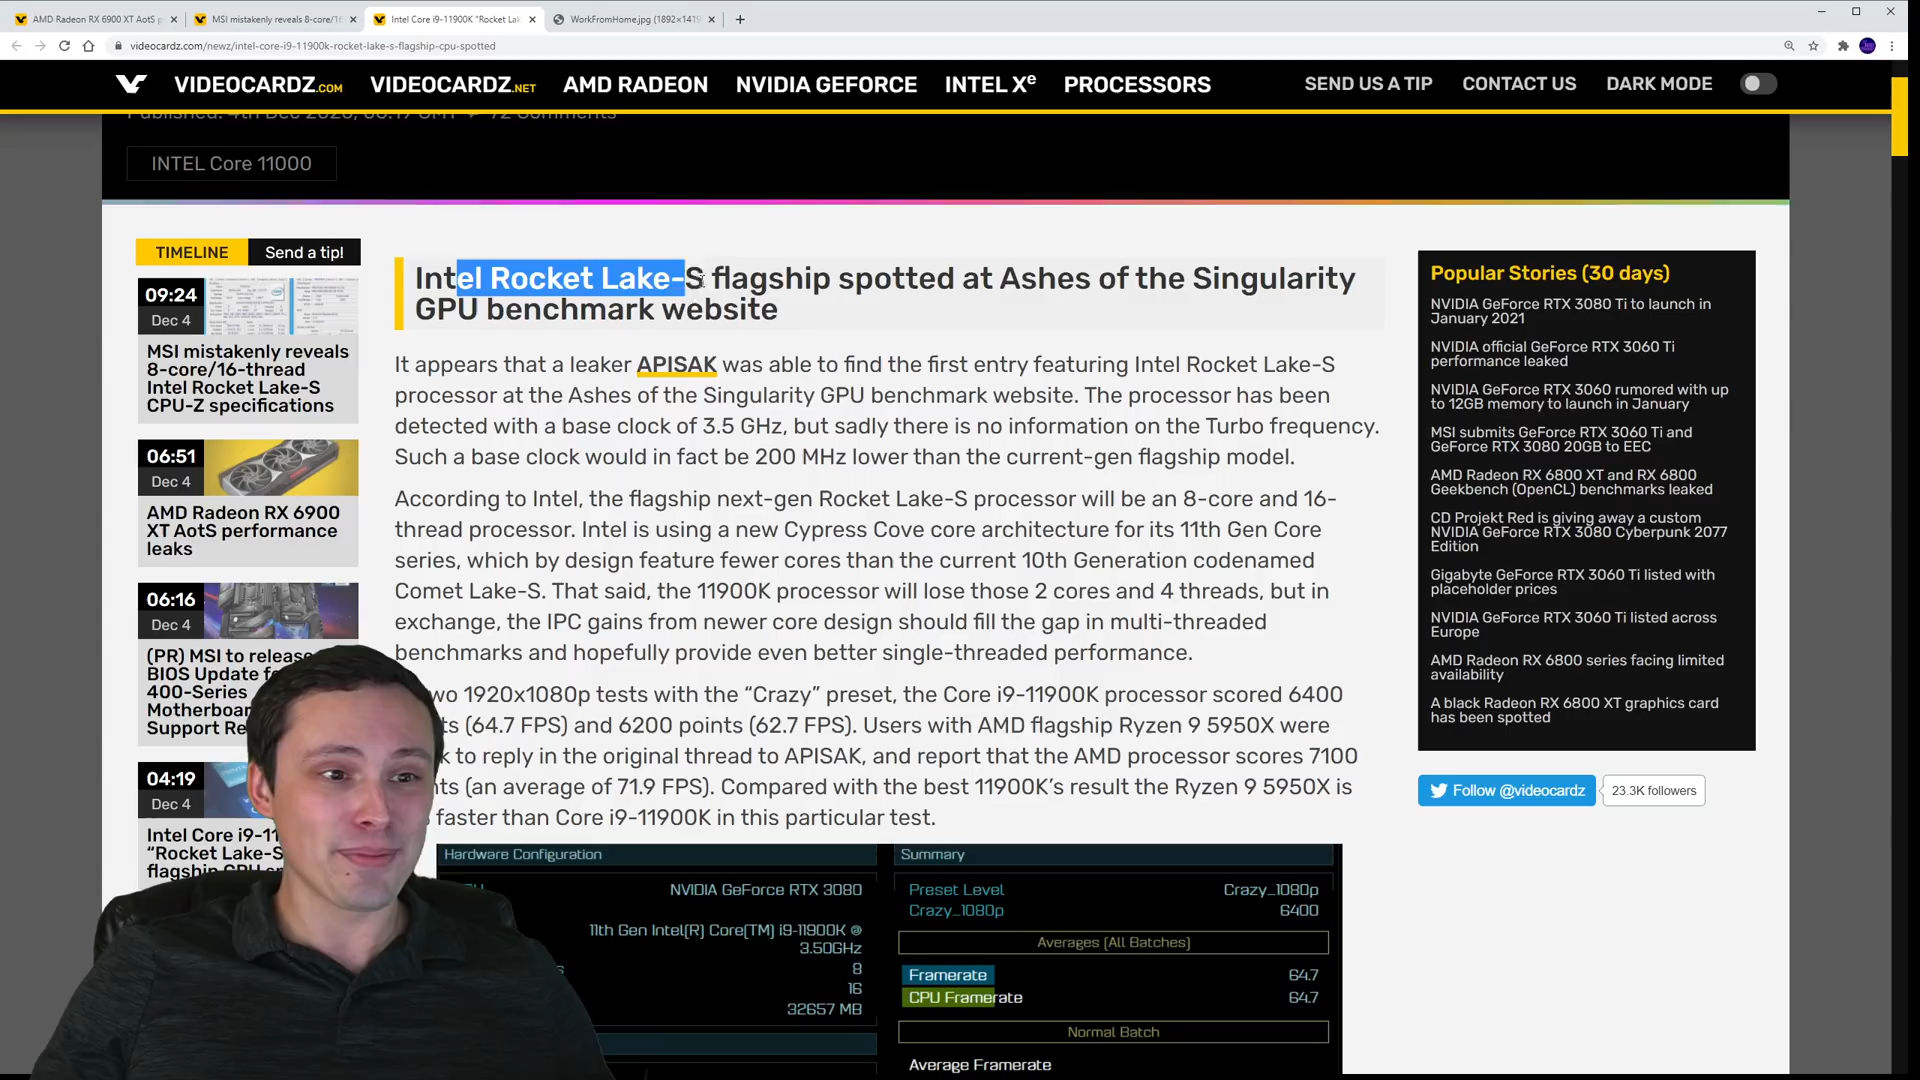 AMD Radeon RX 6900 XT AotS p
MSI mistakenly reveals 8-core/16
Intel Core i9-11900K "Rocket Lak
WorkFromHome.jpg (1892×1419
videocardz.com/newz/intel-core-i9-11900k-rocket-lake-s-flagship-cpu-spotted
VIDEOCARDZ.COM VIDEOCARDZ.NET AMD RADEON NVIDIA GEFORCE INTEL Xe PROCESSORS SEND US A TIP CONTACT US DARK MODE
INTEL Core 11000
TIMELINE Send a tip!
09:24
Dec 4
MSI mistakenly reveals
8-core/16-thread
Intel Rocket Lake-S
CPU-Z specifications
06:51
Dec 4
AMD Radeon RX 6900
XT AotS performance
leaks
06:16
Dec 4
(PR) MSI to release
BIOS Update f
400-Series
Motherboar
Support Re
04:19
Dec 4
Intel Core i9-11
"Rocket Lake-S
flagship CPU sp
Intel Rocket Lake-S flagship spotted at Ashes of the Singularity
GPU benchmark website
It appears that a leaker APISAK was able to find the first entry featuring Intel Rocket Lake-S
processor at the Ashes of the Singularity GPU benchmark website. The processor has been
detected with a base clock of 3.5 GHz, but sadly there is no information on the Turbo frequency.
Such a base clock would in fact be 200 MHz lower than the current-gen flagship model.
According to Intel, the flagship next-gen Rocket Lake-S processor will be an 8-core and 16-
thread processor. Intel is using a new Cypress Cove core architecture for its 11th Gen Core
series, which by design feature fewer cores than the current 10th Generation codenamed
Comet Lake-S. That said, the 11900K processor will lose those 2 cores and 4 threads, but in
exchange, the IPC gains from newer core design should fill the gap in multi-threaded
benchmarks and hopefully provide even better single-threaded performance.
wo 1920x1080p tests with the “Crazy” preset, the Core i9-11900K processor scored 6400
ts (64.7 FPS) and 6200 points (62.7 FPS). Users with AMD flagship Ryzen 9 5950X were
k to reply in the original thread to APISAK, and report that the AMD processor scores 7100
nts (an average of 71.9 FPS). Compared with the best 11900K’s result the Ryzen 9 5950X is
faster than Core i9-11900K in this particular test.
Hardware Configuration
NVIDIA GeForce RTX 3080
11th Gen Intel(R) Core(TM) i9-11900K @
3.50GHz
8
16
32657 MB
Summary
Preset Level Crazy_1080p
Crazy_1080p 6400
Averages (All Batches)
Framerate 64.7
CPU Framerate 64.7
Normal Batch
Average Framerate
Popular Stories (30 days)
NVIDIA GeForce RTX 3080 Ti to launch in
January 2021
NVIDIA official GeForce RTX 3060 Ti
performance leaked
NVIDIA GeForce RTX 3060 rumored with up
to 12GB memory to launch in January
MSI submits GeForce RTX 3060 Ti and
GeForce RTX 3080 20GB to EEC
AMD Radeon RX 6800 XT and RX 6800
Geekbench (OpenCL) benchmarks leaked
CD Projekt Red is giving away a custom
NVIDIA GeForce RTX 3080 Cyberpunk 2077
Edition
Gigabyte GeForce RTX 3060 Ti listed with
placeholder prices
NVIDIA GeForce RTX 3060 Ti listed across
Europe
AMD Radeon RX 6800 series facing limited
availability
A black Radeon RX 6800 XT graphics card
has been spotted
Follow @videocardz 23.3K followers